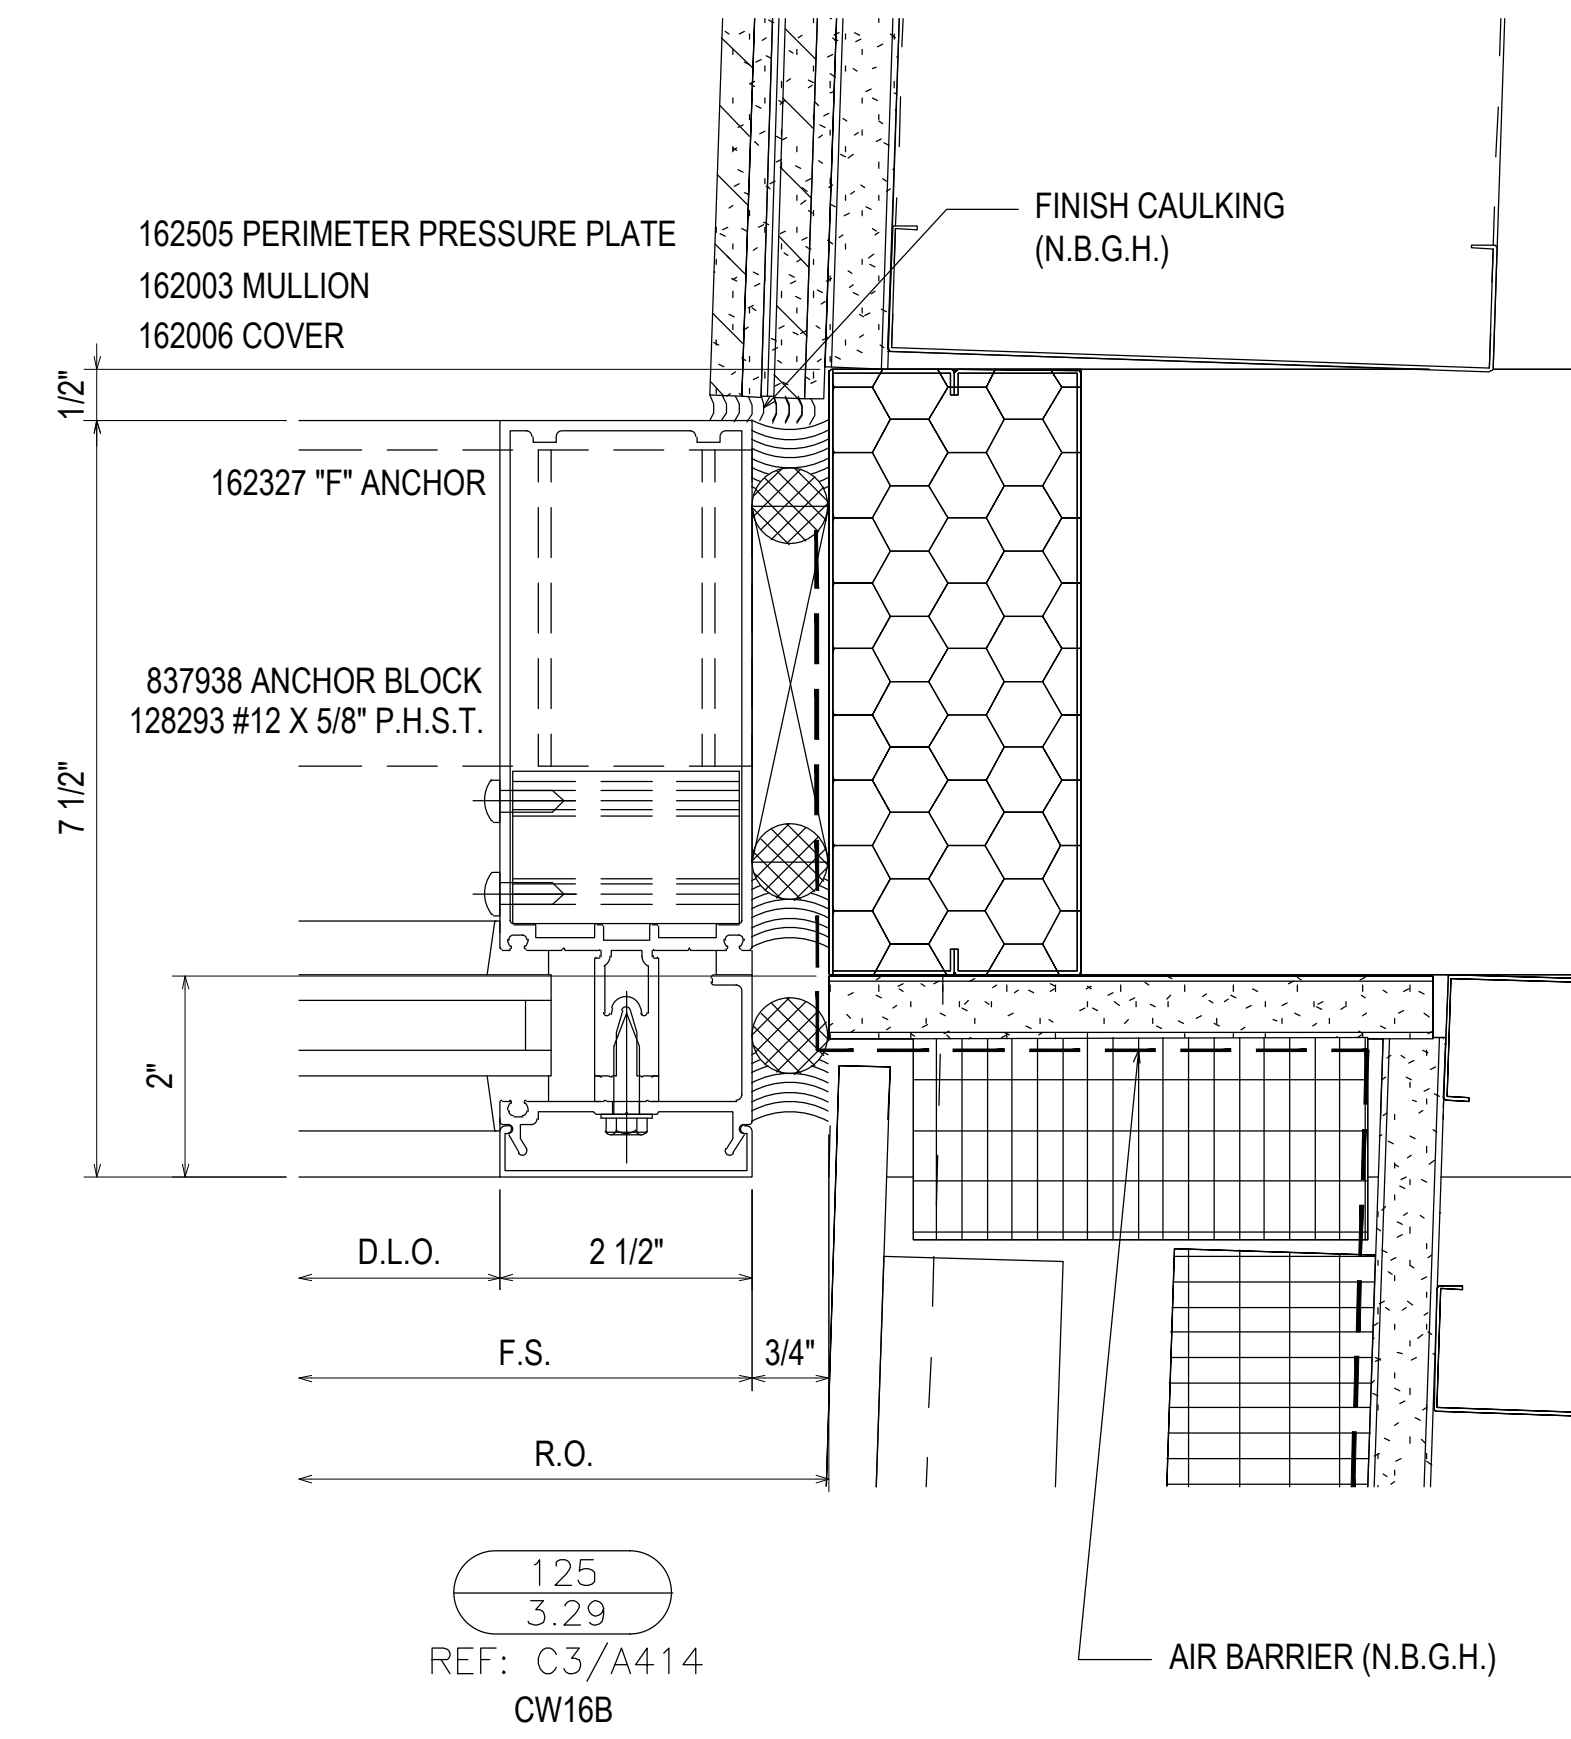 FINISH CAULKING
(N.B.G.H.)
162505 PERIMETER PRESSURE PLATE
162003 MULLION
162006 COVER
1/2"
162327 "F" ANCHOR
837938 ANCHOR BLOCK
128293 #12 X 5/8" P.H.S.T.
7 1/2"
2"
D.L.O.
2 1/2"
F.S.
3/4"
R.O.
125
3.29
REF: C3/A414
CW16B
AIR BARRIER (N.B.G.H.)